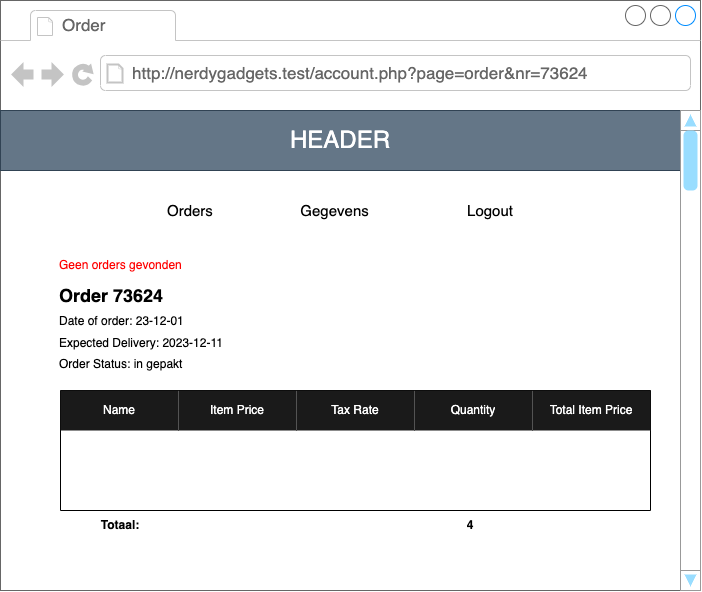 Order
http://nerdygadgets.test/account.php?page=order&nr=73624
HEADER
Orders Gegevens Logout
Geen orders gevonden
Order 73624
Date of order: 23-12-01
Expected Delivery: 2023-12-11
Order Status: in gepakt
Name Item Price Tax Rate Quantity Total Item Price
Totaal: 4